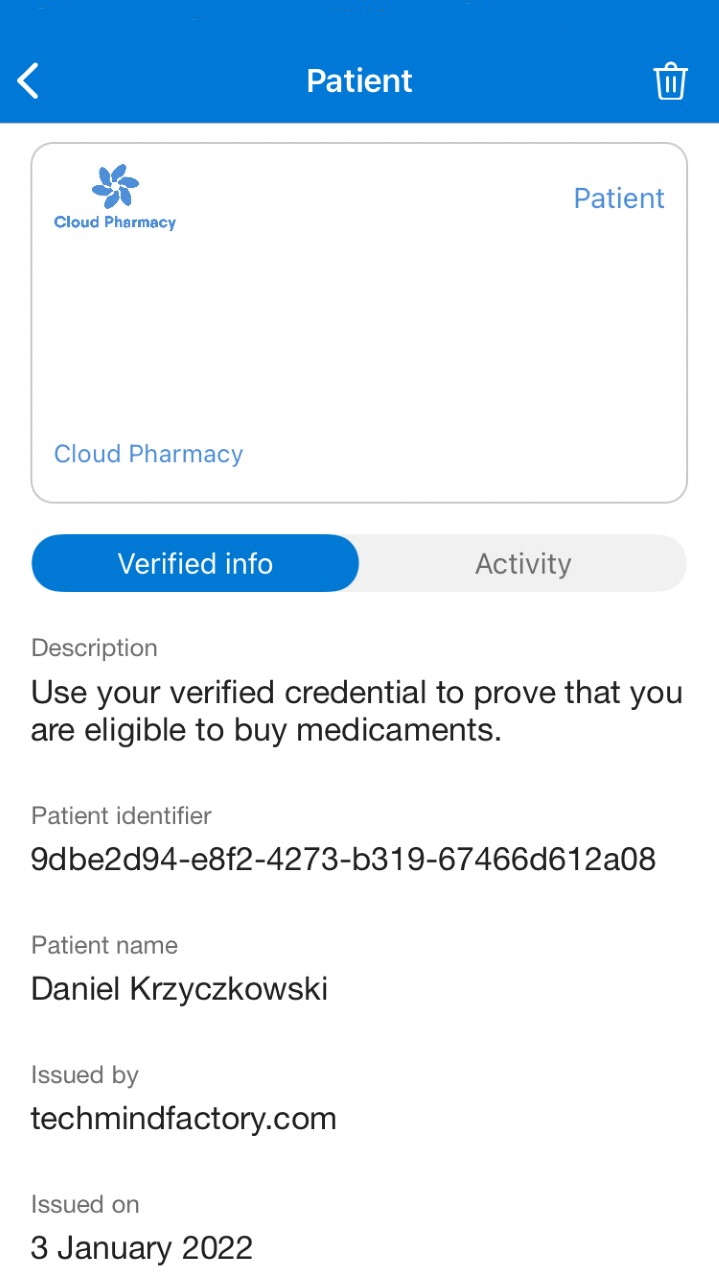 Patient
Cloud Pharmacy
Patient
Cloud Pharmacy
Verified info
Activity
Description
Use your verified credential to prove that you
are eligible to buy medicaments.
Patient identifier
9dbe2d94-e8f2-4273-b319-67466d612a08
Patient name
Daniel Krzyczkowski
Issued by
techmindfactory.com
Issued on
3 January 2022